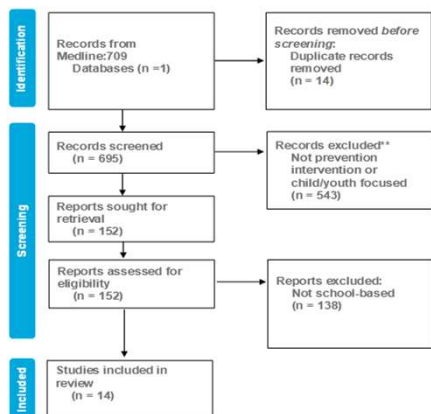 Identification
Records from
Medline:709
Databases (n =1)
Records removed before
screening:
Duplicate records
removed
(n = 14)
Screening
Records screened
(n = 695)
Records excluded**
Not prevention
intervention or
child/youth focused
(n = 543)
Reports sought for
retrieval
(n = 152)
Reports assessed for
eligibility
(n = 152)
Reports excluded:
Not school-based
(n = 138)
Included
Studies included in
review
(n = 14)